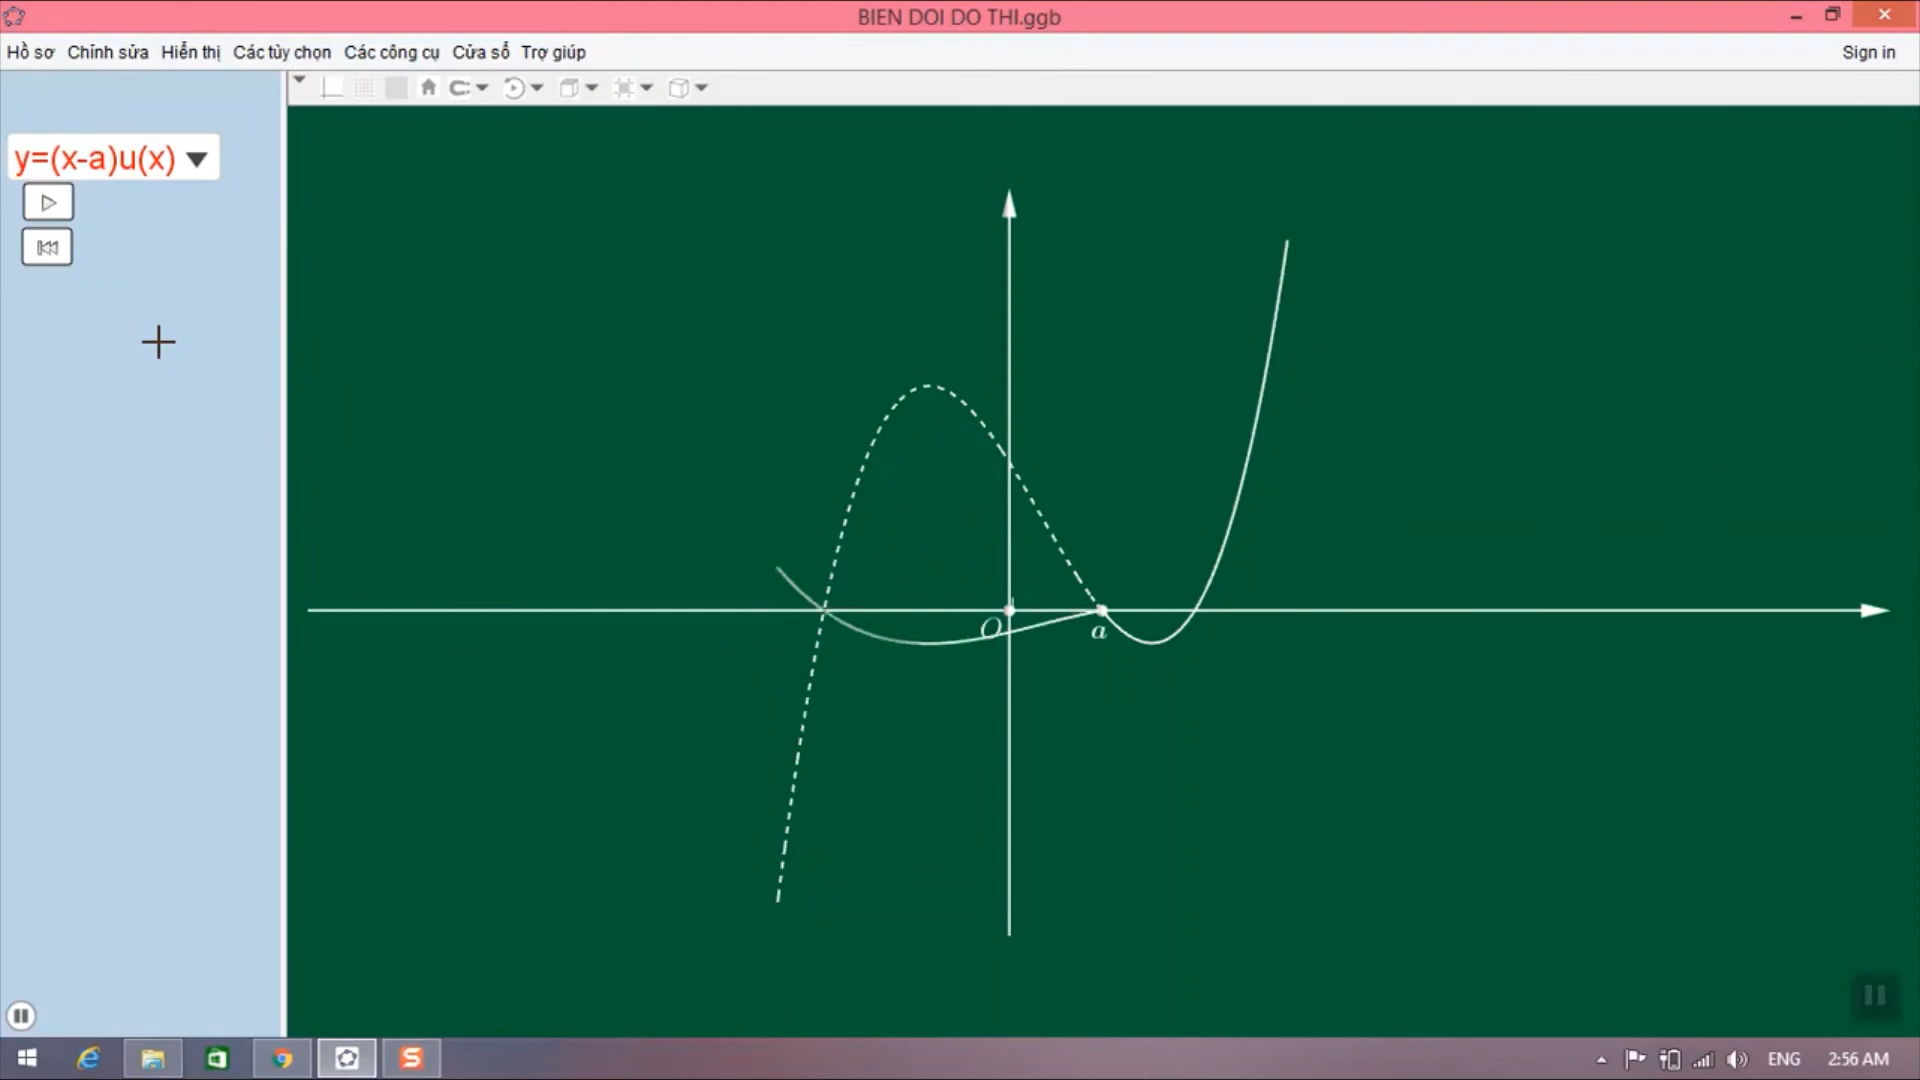 BIEN DOI DO THI.ggb
Hồ sơ Chỉnh sửa Hiển thị Các tùy chọn Các công cụ Cửa sổ Trợ giúp Sign in
y=(x-a)u(x)
O
a
ENG 2:56 AM